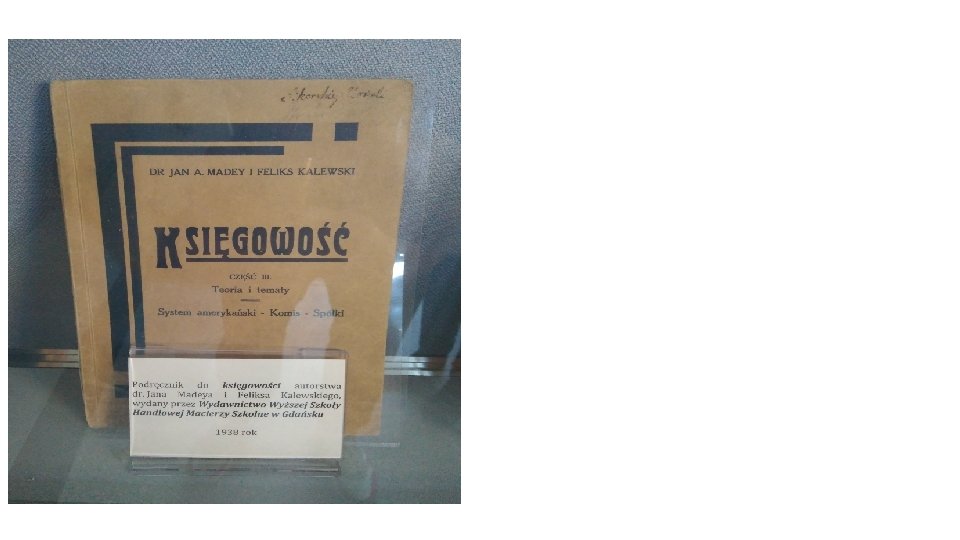 DR JAN A. MADEY I FELIKS KALEWSKI
KSIĘGOWOŚĆ
CZĘŚĆ III.
Teoria i tematy
System amerykański - Komis - Spółki
Podręcznik do księgowości autorstwa
dr. Jana Madeya i Feliksa Kalewskiego,
wydany przez Wydawnictwo Wyższej Szkoły
Handlowej Macierzy Szkolne w Gdańsku
1938 rok